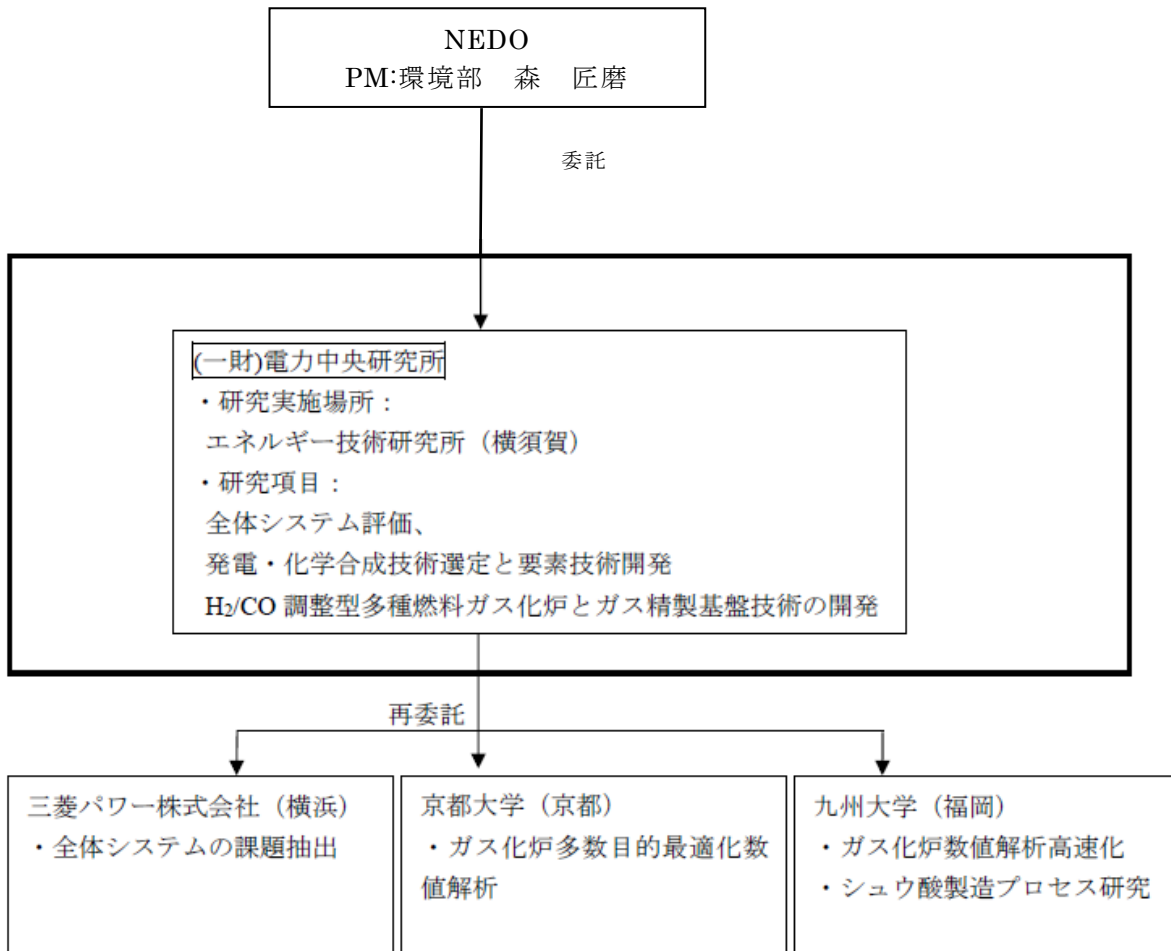 NEDO
PM:環境部　森　匠磨
委託
(一財)電力中央研究所
・研究実施場所：
エネルギー技術研究所（横須賀）
・研究項目：
全体システム評価、
発電・化学合成技術選定と要素技術開発
H2/CO 調整型多種燃料ガス化炉とガス精製基盤技術の開発
再委託
三菱パワー株式会社（横浜）
・全体システムの課題抽出
京都大学（京都）
・ガス化炉多数目的最適化数
値解析
九州大学（福岡）
・ガス化炉数値解析高速化
・シュウ酸製造プロセス研究